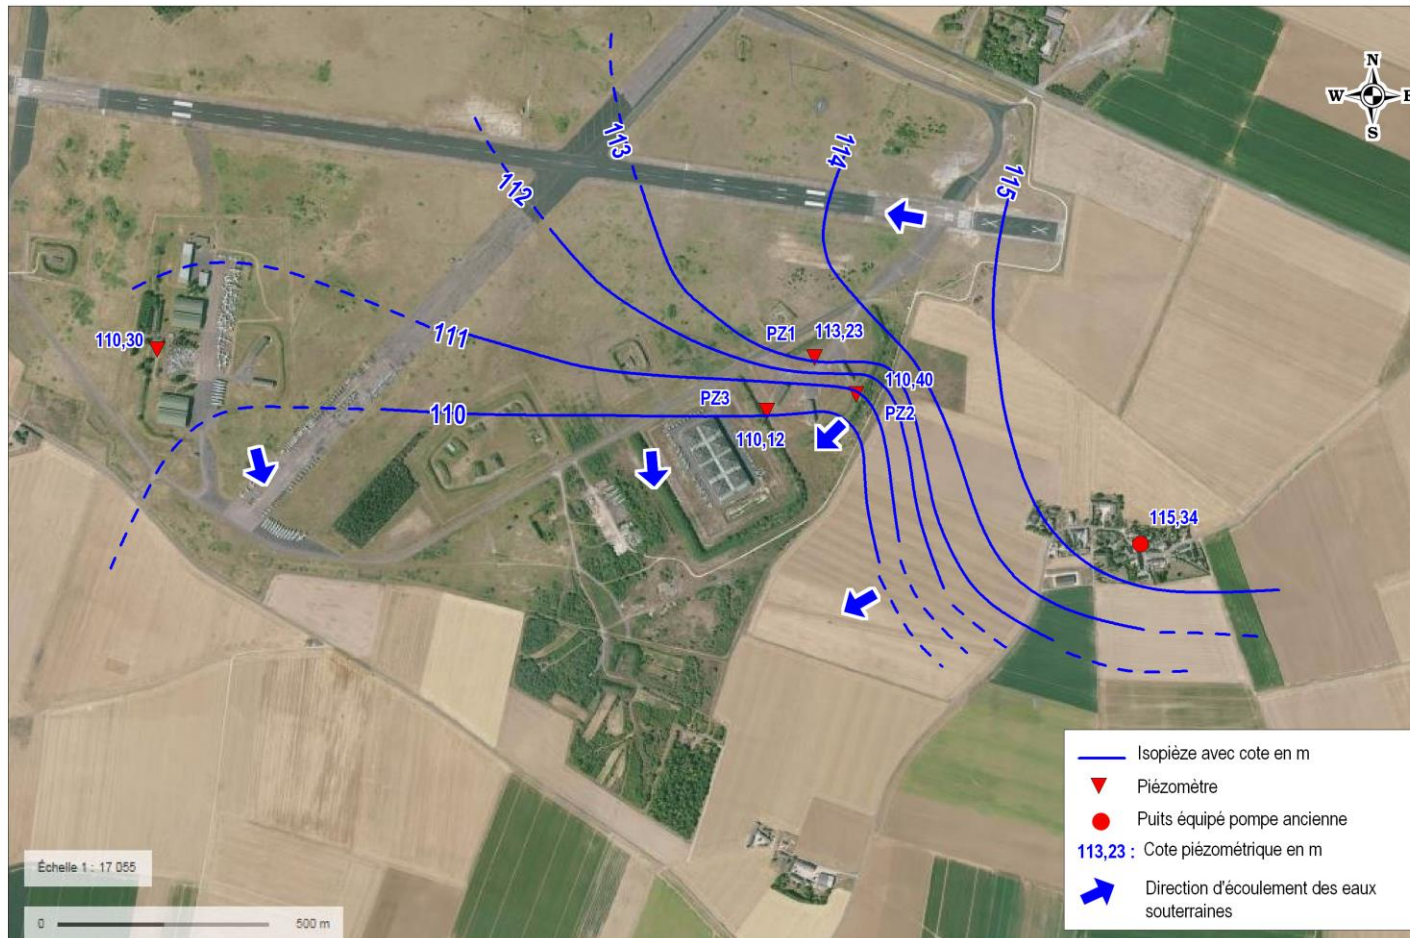 N
W E
S
113
114
115
112
111
110
110,30
PZ1 113,23
110,40
PZ2
PZ3
110,12
115,34
Isopièze avec cote en m
Piézomètre
Puits équipé pompe ancienne
113,23 : Cote piézométrique en m
Direction d'écoulement des eaux
souterraines
Échelle 1 : 17 055
0 500 m